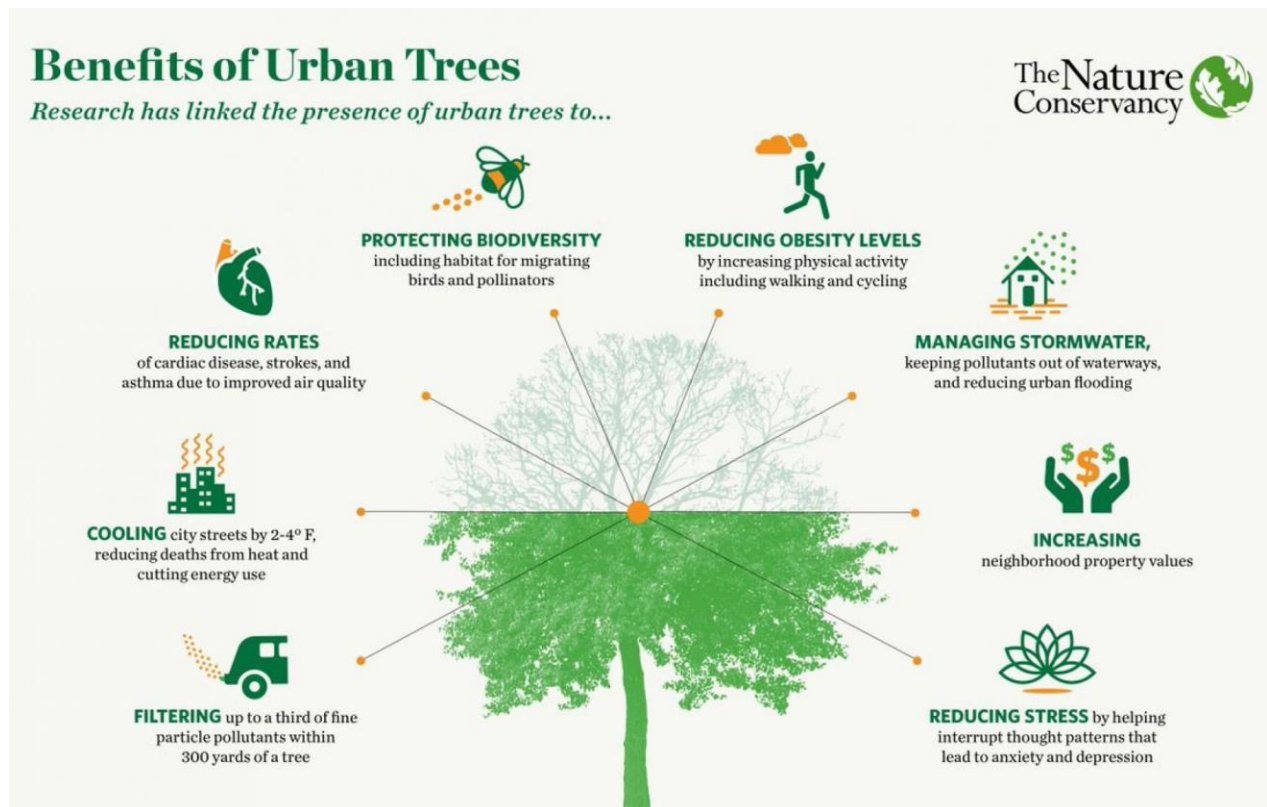 Benefits of Urban Trees
Research has linked the presence of urban trees to...
The Nature
Conservancy
PROTECTING BIODIVERSITY
including habitat for migrating
birds and pollinators
REDUCING OBESITY LEVELS
by increasing physical activity
including walking and cycling
REDUCING RATES
of cardiac disease, strokes, and
asthma due to improved air quality
MANAGING STORMWATER,
keeping pollutants out of waterways,
and reducing urban flooding
COOLING city streets by 2-4º F,
reducing deaths from heat and
cutting energy use
$ $ $
INCREASING
neighborhood property values
FILTERING up to a third of fine
particle pollutants within
300 yards of a tree
REDUCING STRESS by helping
interrupt thought patterns that
lead to anxiety and depression